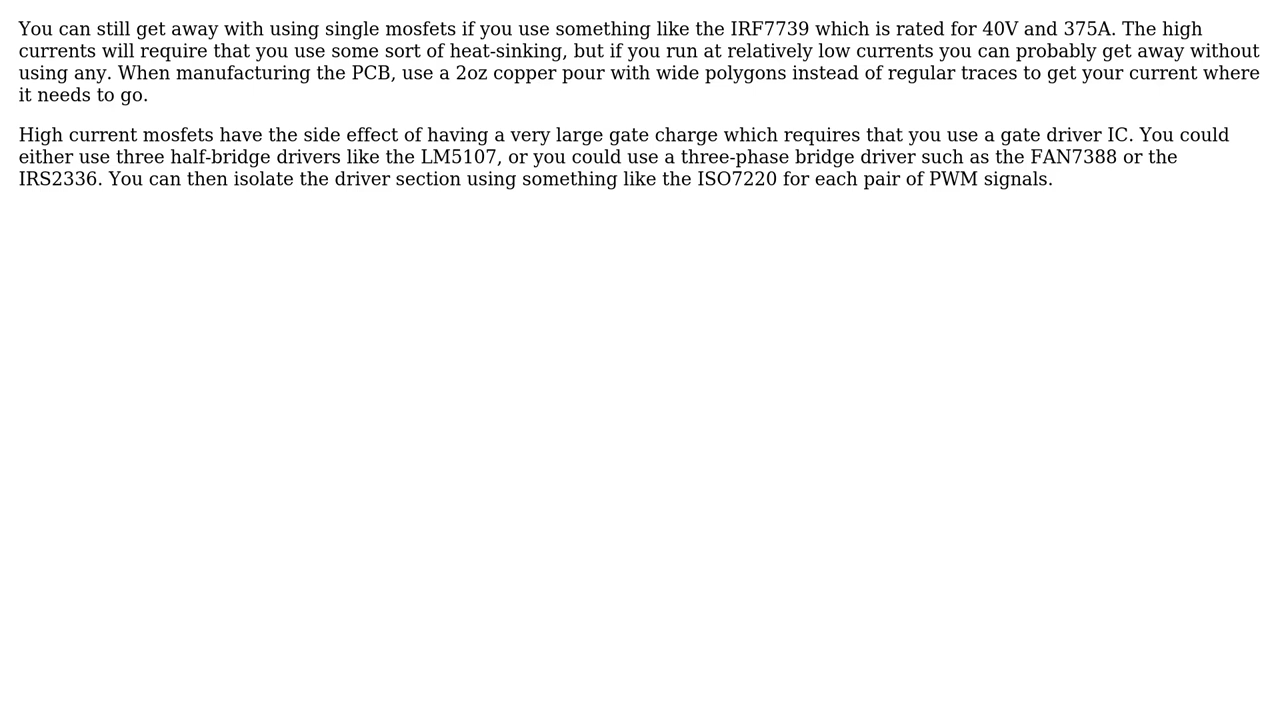 You can still get away with using single mosfets if you use something like the IRF7739 which is rated for 40V and 375A. The high
currents will require that you use some sort of heat-sinking, but if you run at relatively low currents you can probably get away without
using any. When manufacturing the PCB, use a 2oz copper pour with wide polygons instead of regular traces to get your current where
it needs to go.
High current mosfets have the side effect of having a very large gate charge which requires that you use a gate driver IC. You could
either use three half-bridge drivers like the LM5107, or you could use a three-phase bridge driver such as the FAN7388 or the
IRS2336. You can then isolate the driver section using something like the ISO7220 for each pair of PWM signals.